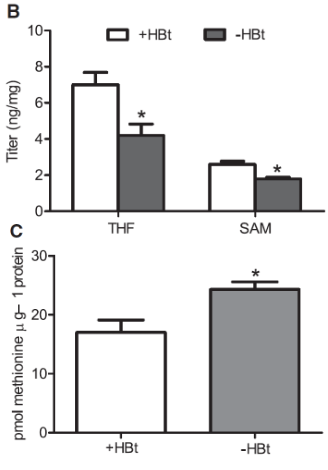 B
+HBt -HBt
Titer (ng/mg)
10
8
6
4
2
0
*
*
THF SAM
C
pmol methionine µ g– 1 protein
30
20
10
0
*
+HBt -HBt